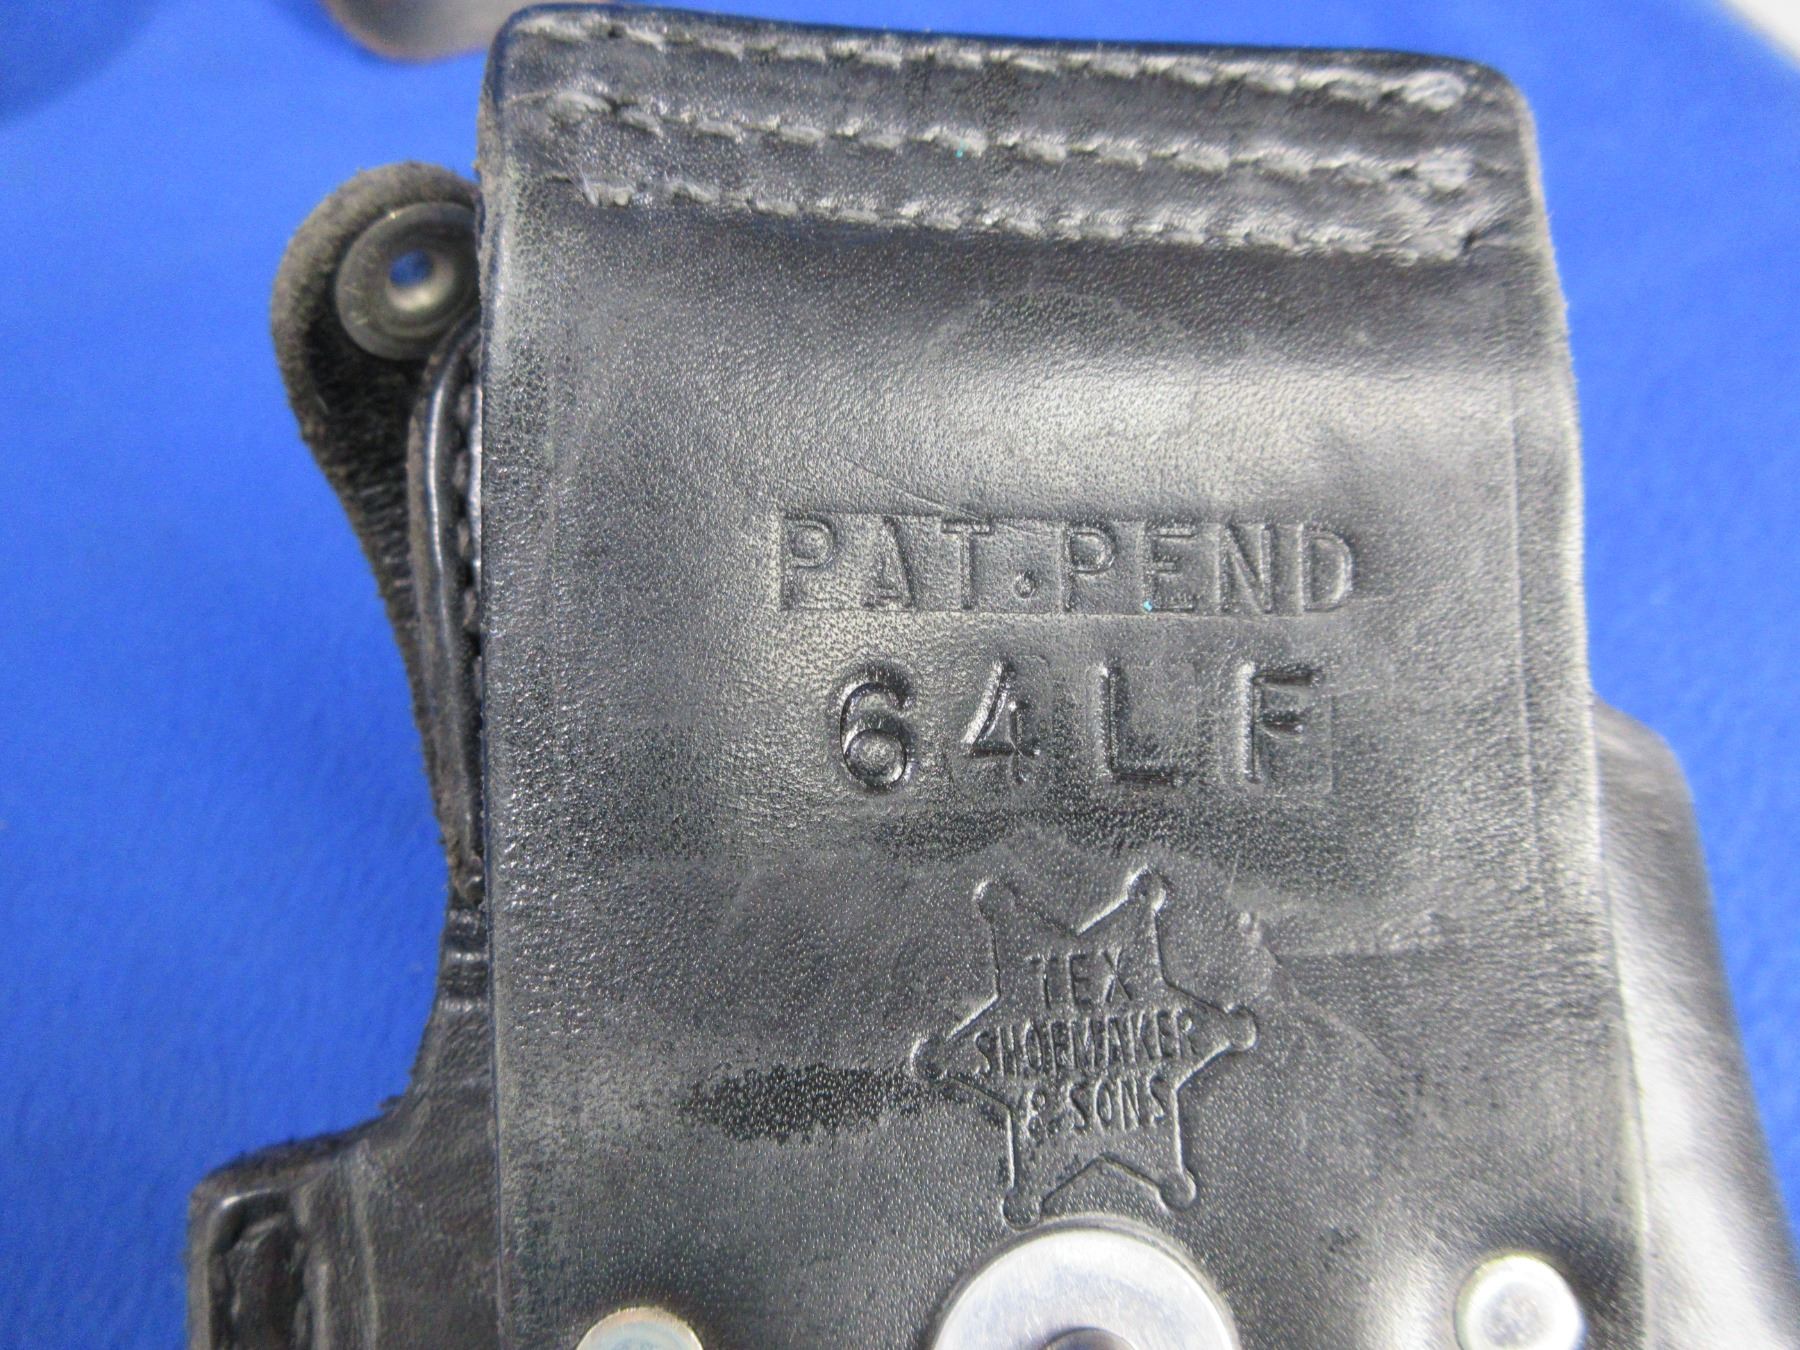 PAT. PEND
64LF
TEX
SHOEMAKER
& SONS